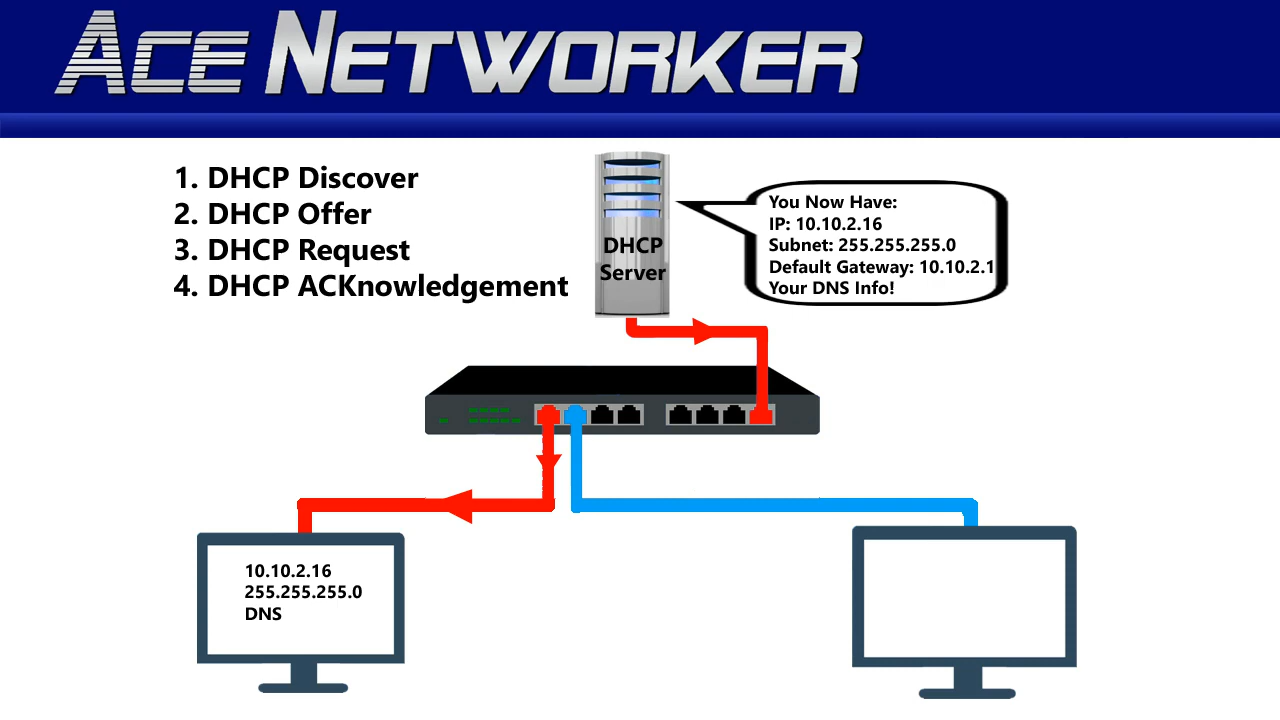 ACE NETWORKER
1. DHCP Discover
2. DHCP Offer
3. DHCP Request
4. DHCP ACKnowledgement
DHCP
Server
You Now Have:
IP: 10.10.2.16
Subnet: 255.255.255.0
Default Gateway: 10.10.2.1
Your DNS Info!
10.10.2.16
255.255.255.0
DNS